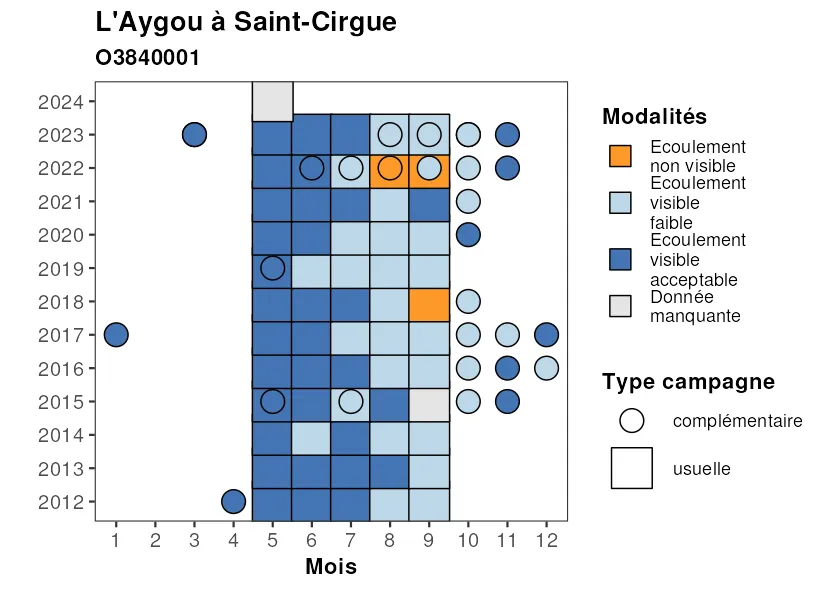 L'Aygou à Saint-Cirgue
O3840001
2024
2023
2022
2021
2020
2019
2018
2017
2016
2015
2014
2013
2012
1 2 3 4 5 6 7 8 9 10 11 12
Mois
Modalités
Ecoulement
non visible
Ecoulement
visible
faible
Ecoulement
visible
acceptable
Donnée
manquante
Type campagne
complémentaire
usuelle